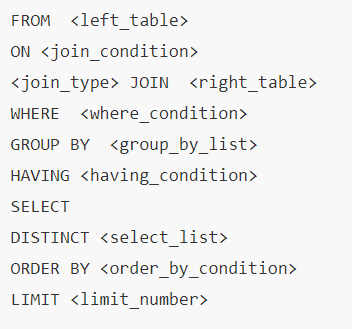 FROM  <left_table>
ON <join_condition>
<join_type> JOIN  <right_table>
WHERE  <where_condition>
GROUP BY  <group_by_list>
HAVING <having_condition>
SELECT
DISTINCT <select_list>
ORDER BY <order_by_condition>
LIMIT <limit_number>